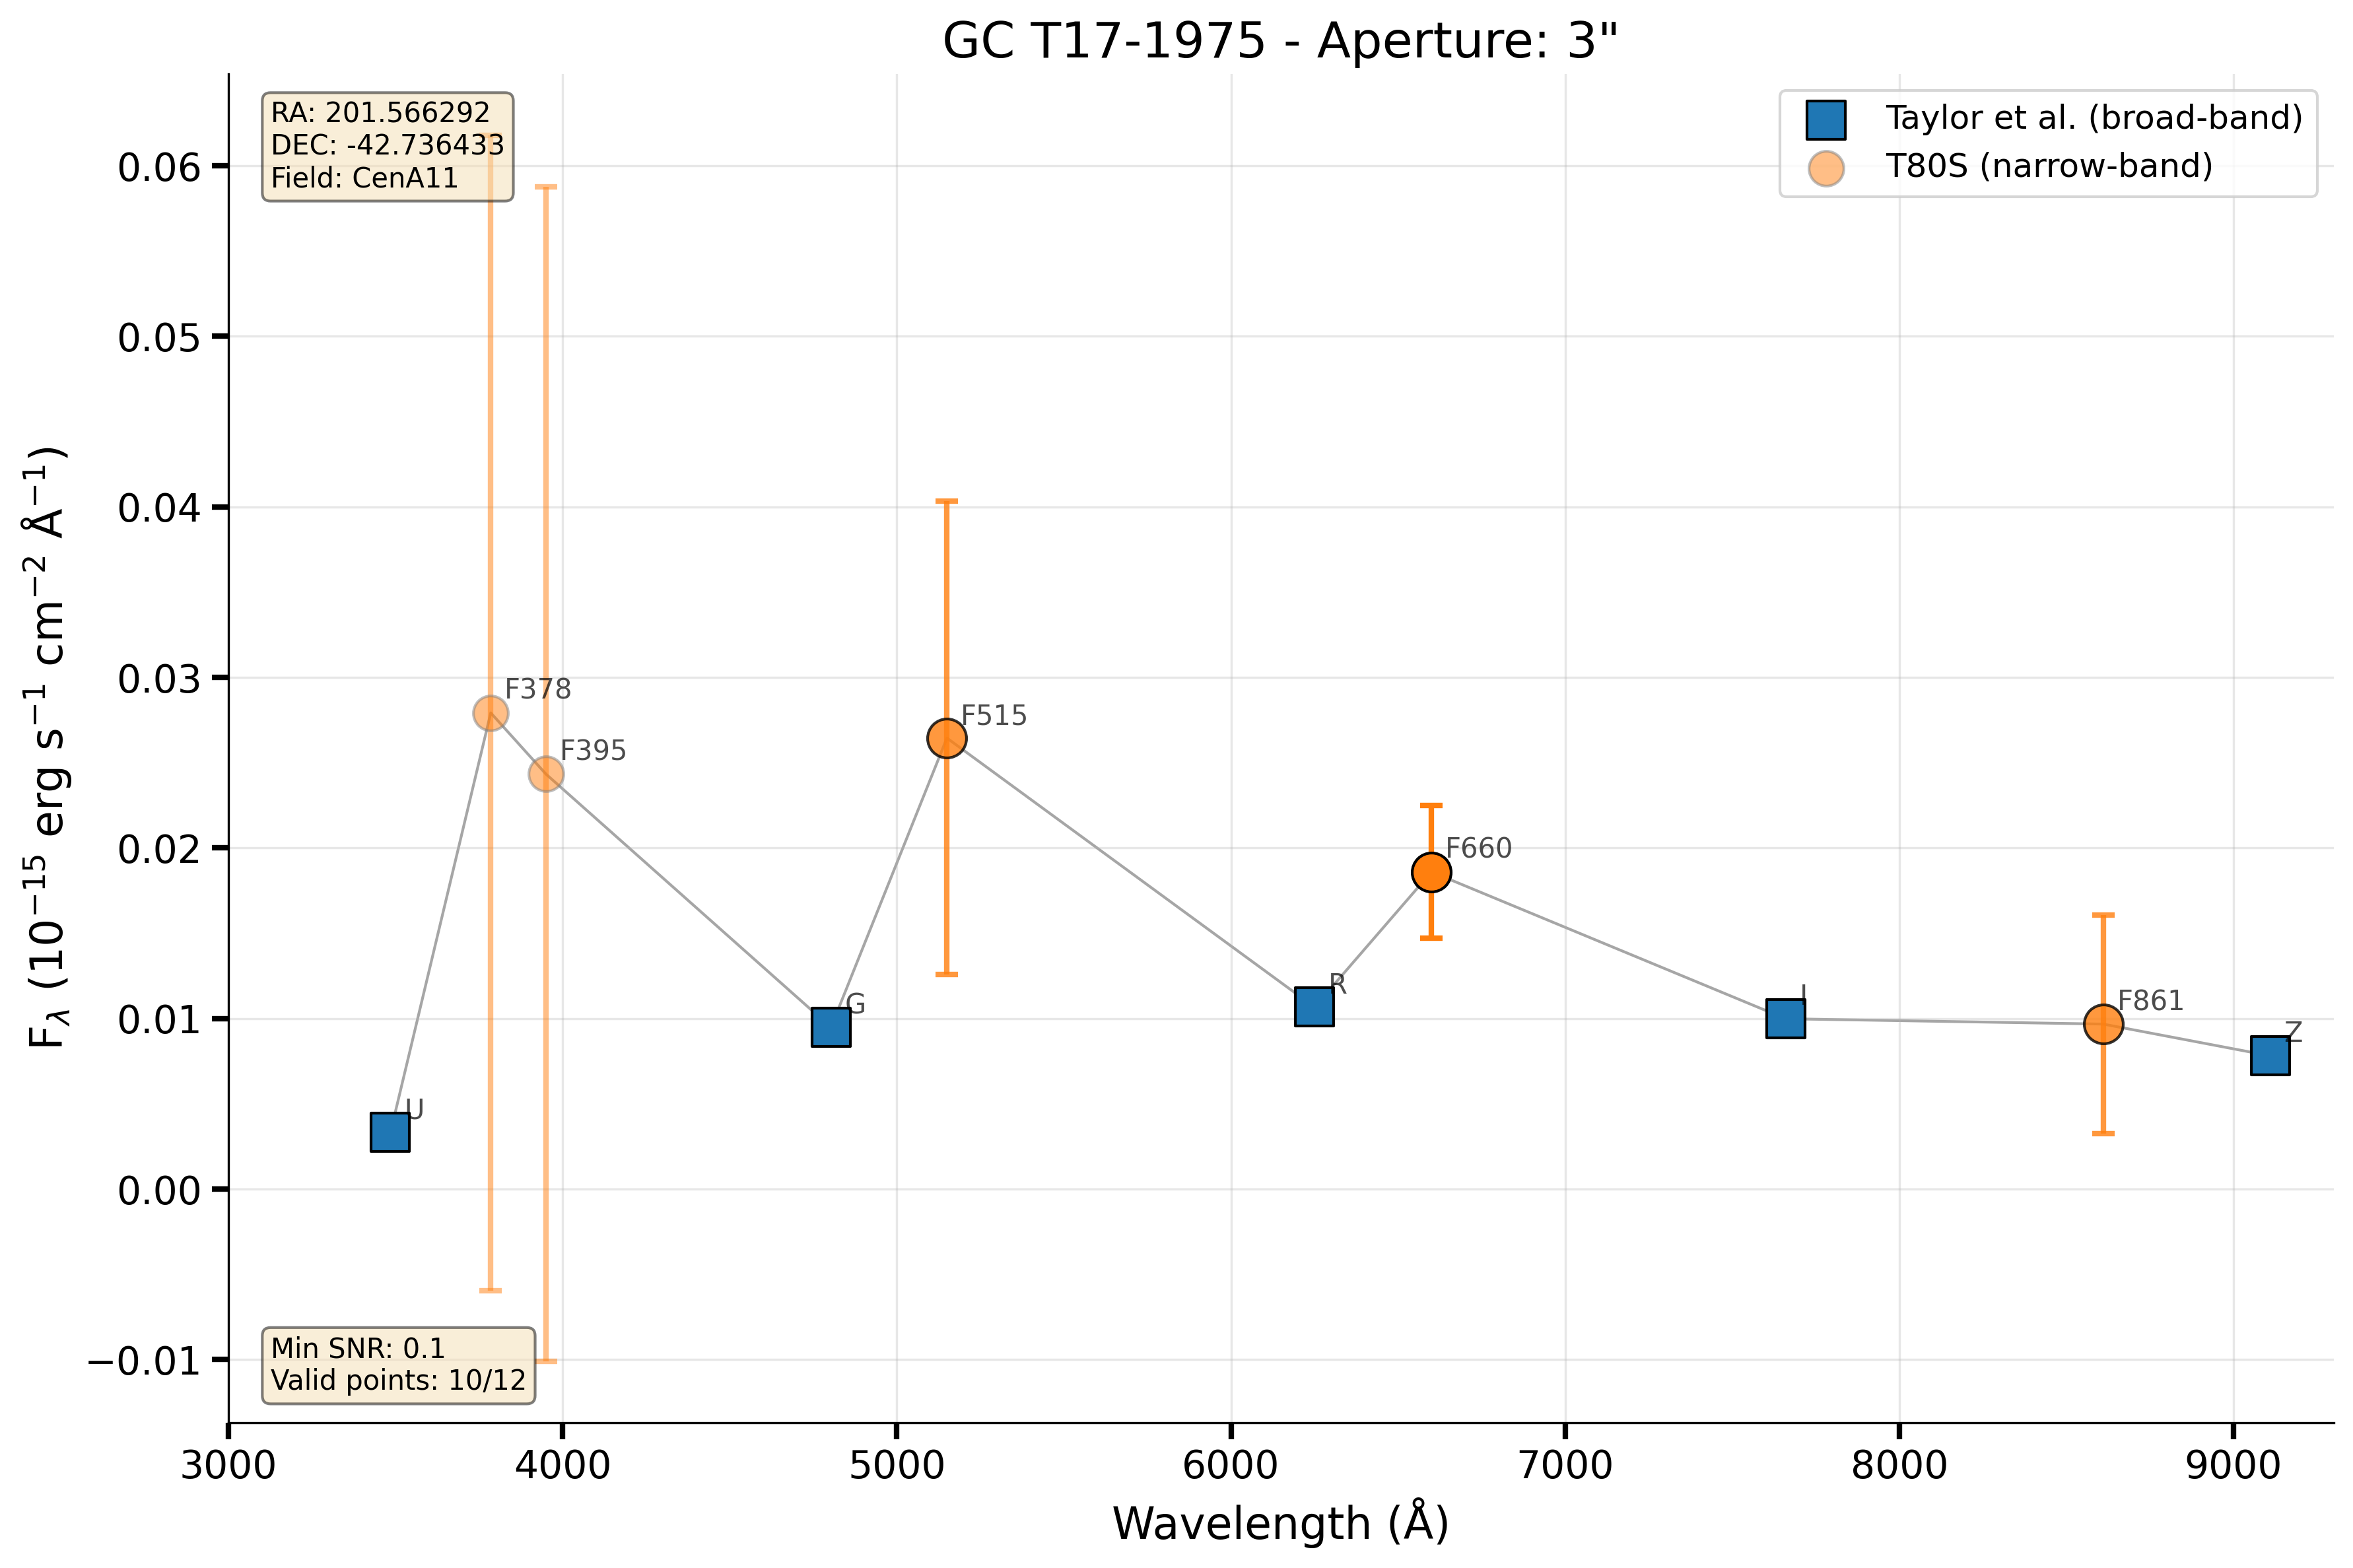 GC T17-1975 - Aperture: 3"
RA: 201.566292
DEC: -42.736433
Field: CenA11
Taylor et al. (broad-band)
T80S (narrow-band)
0.06
0.05
0.04
0.03
0.02
0.01
0.00
−0.01
F_λ (10⁻¹⁵ erg s⁻¹ cm⁻² Å⁻¹)
U
F378
F395
G
F515
R
F660
I
F861
Z
Min SNR: 0.1
Valid points: 10/12
3000 4000 5000 6000 7000 8000 9000
Wavelength (Å)